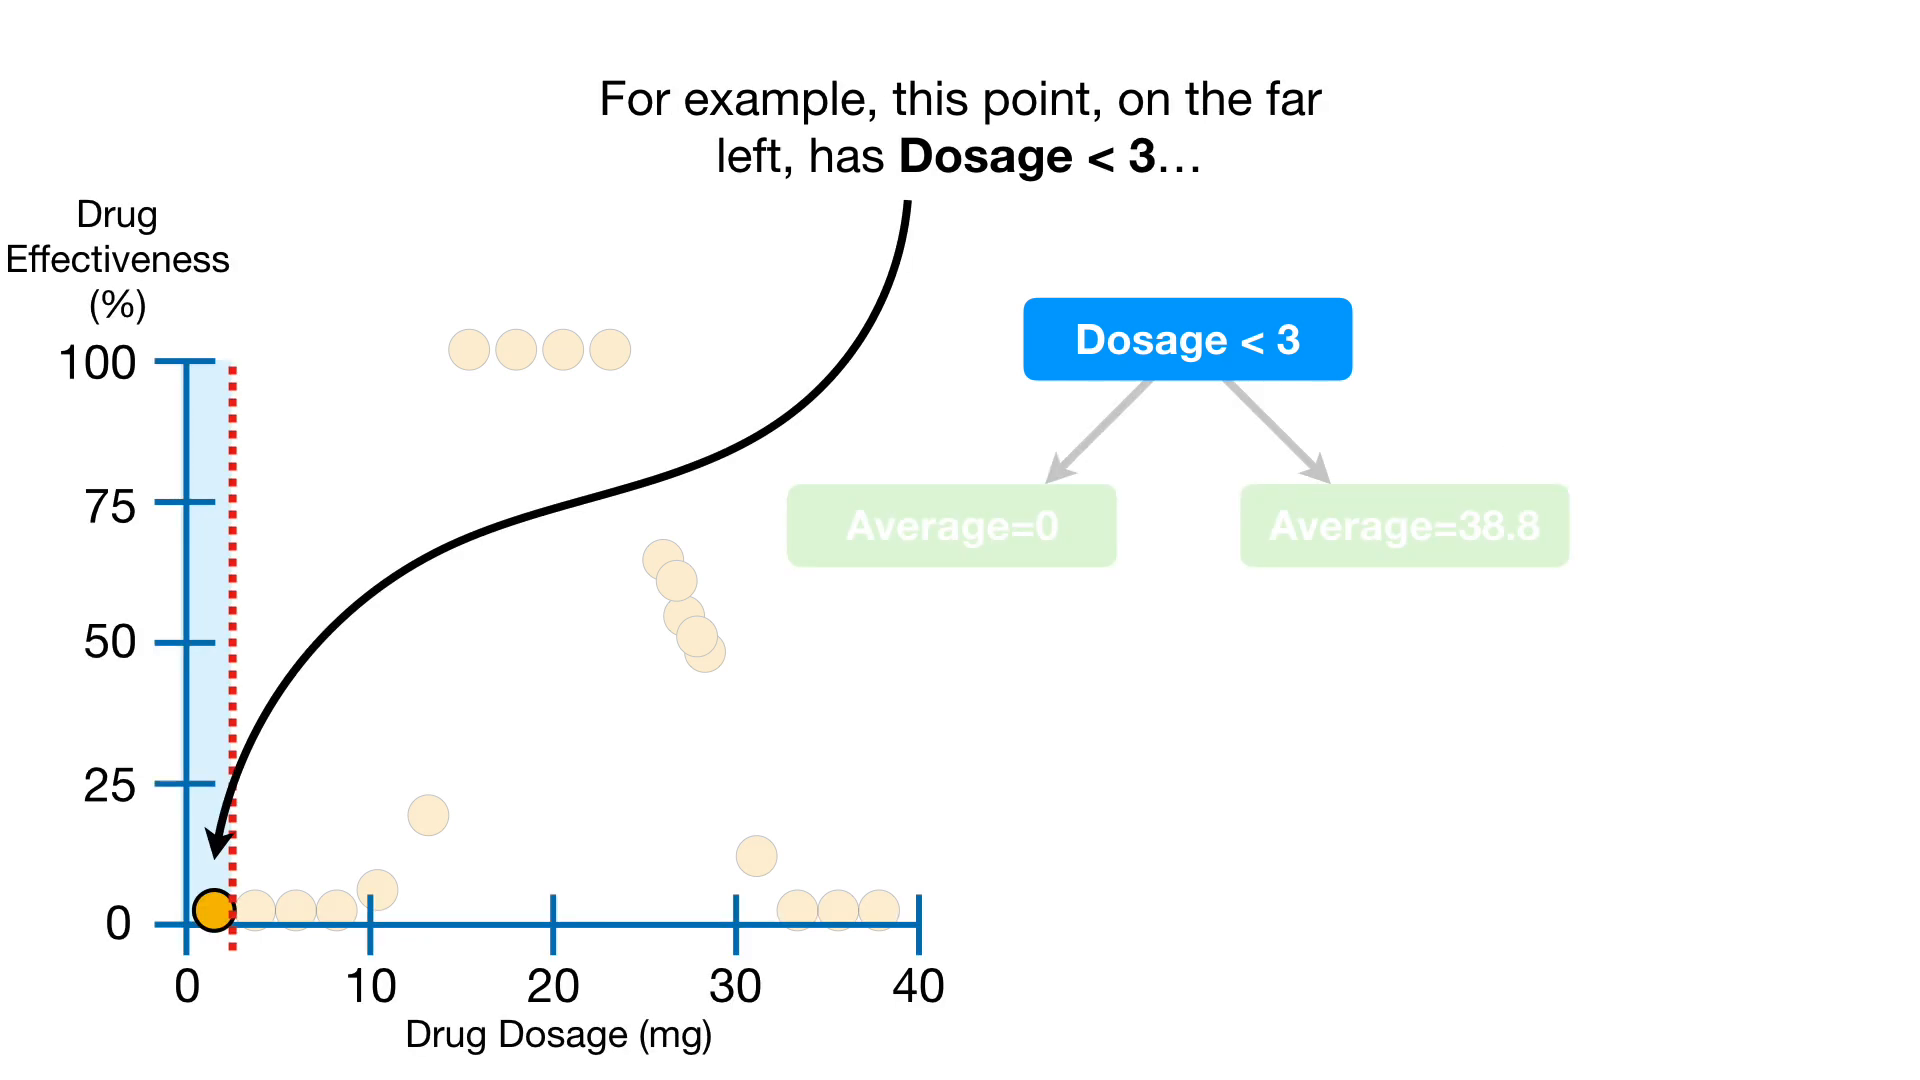 For example, this point, on the far
left, has Dosage < 3…
Drug
Effectiveness
(%)
100
75
50
25
0
0 10 20 30 40
Drug Dosage (mg)
Dosage < 3
Average=0 Average=38.8